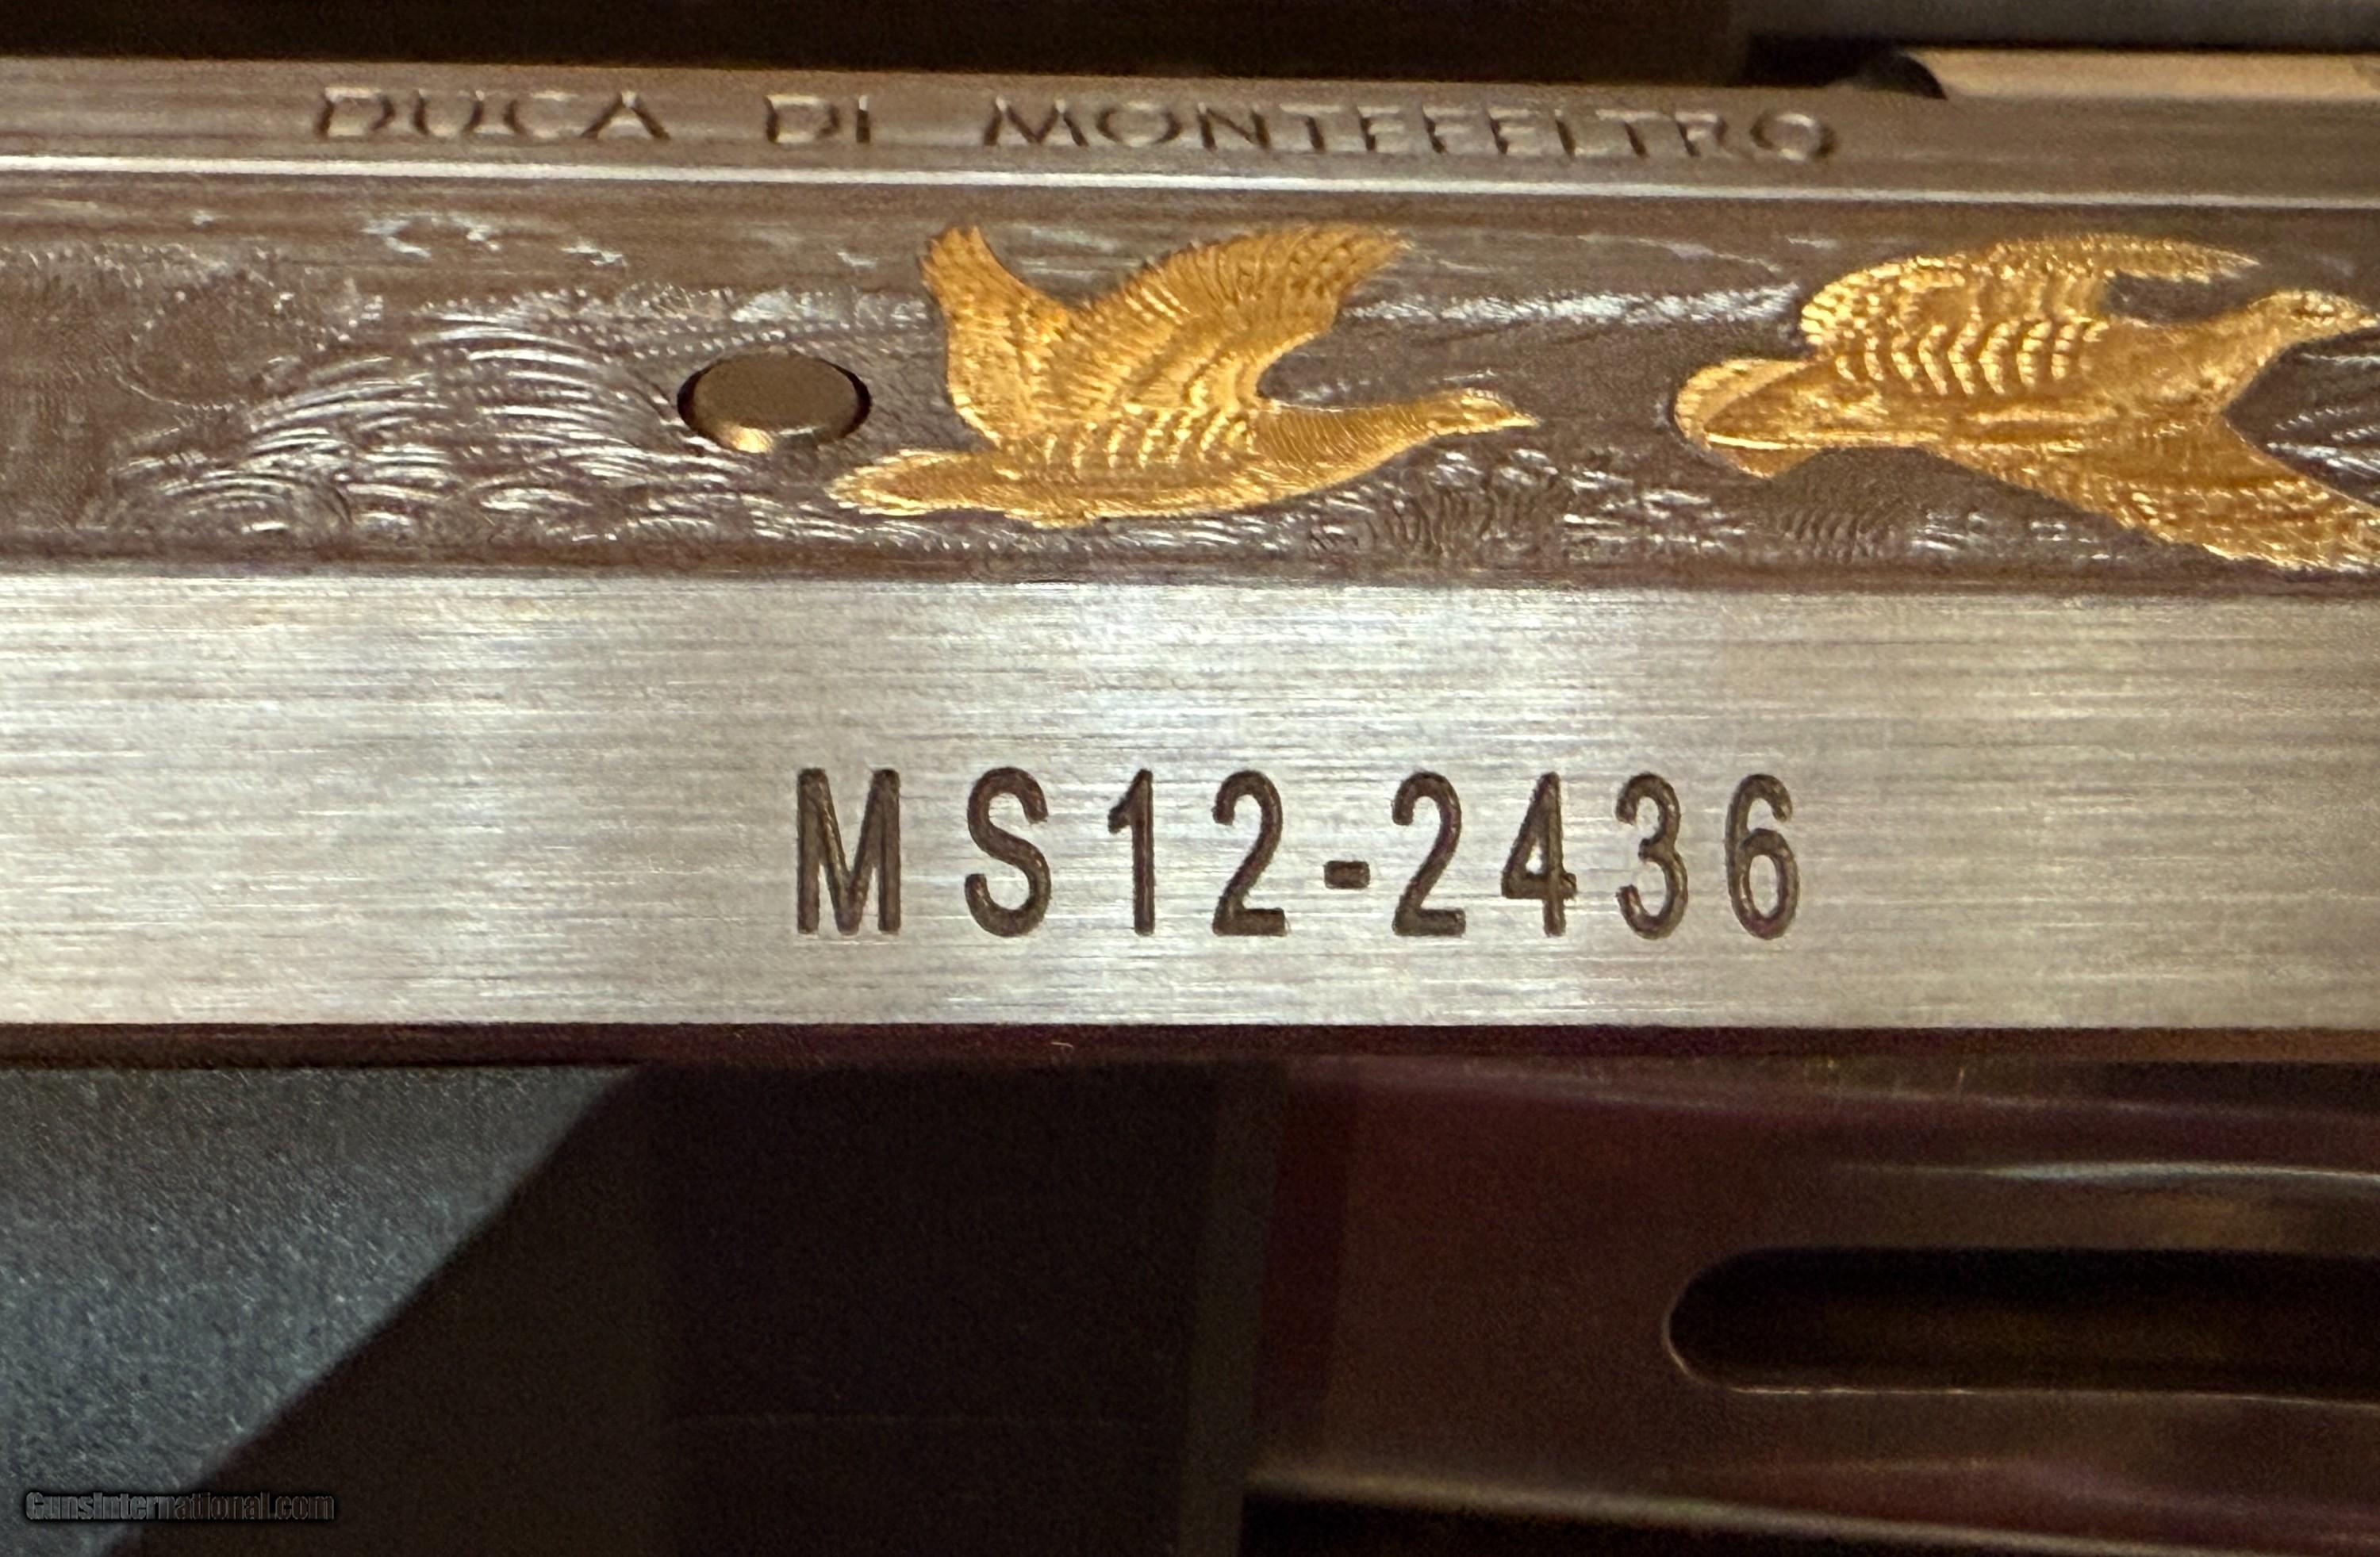 DUCA DI MONTEFELTRO
MS12-2436
GunsInternational.com